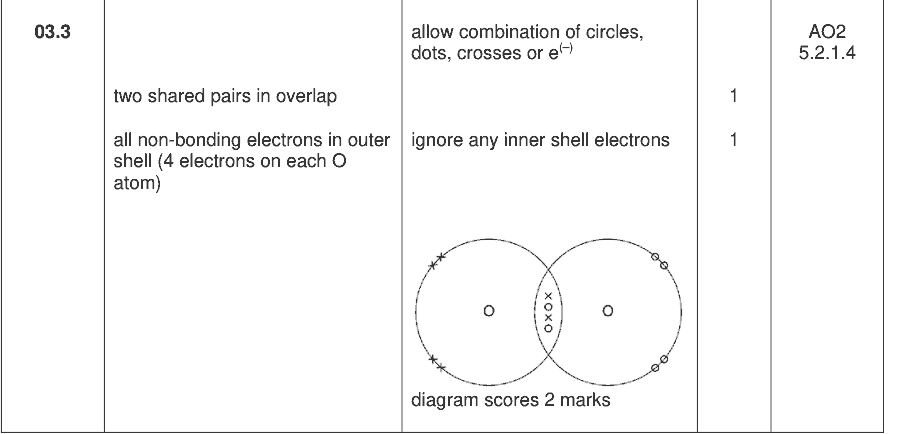 03.3
allow combination of circles,
dots, crosses or e(–)
AO2
5.2.1.4
two shared pairs in overlap
1
all non-bonding electrons in outer
shell (4 electrons on each O
atom)
ignore any inner shell electrons
1
O
O
diagram scores 2 marks